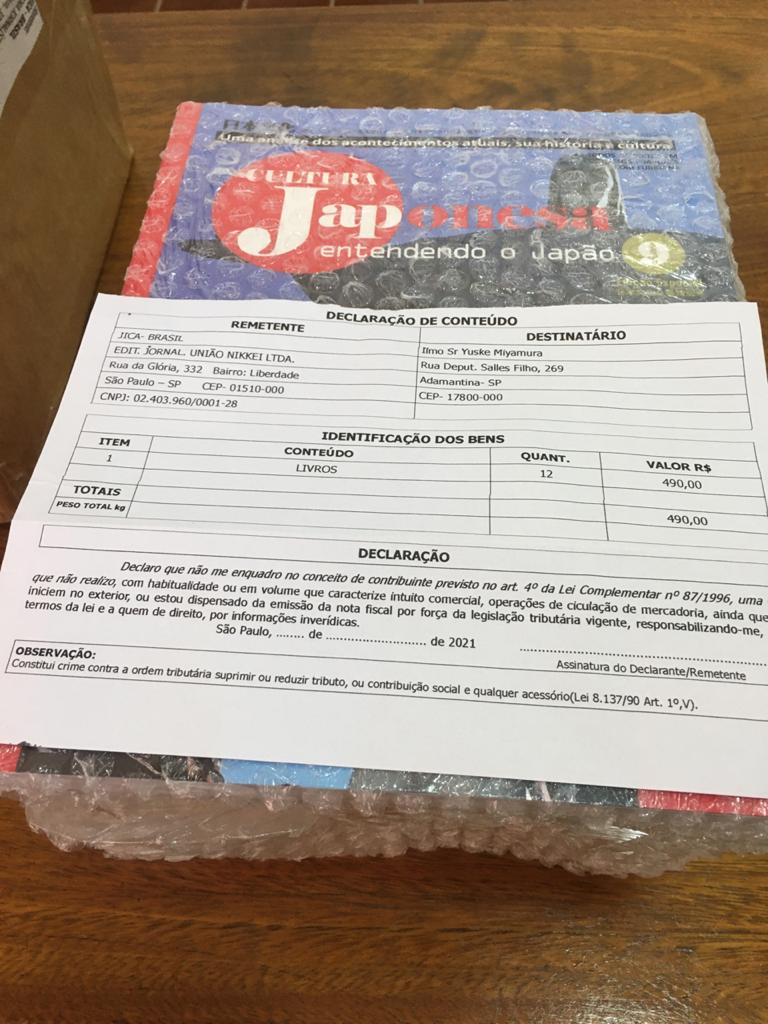 Uma análise dos acontecimentos atuais, sua história e cultura
CULTURA
Japonesa
entendendo o Japão
9
DECLARAÇÃO DE CONTEÚDO
REMETENTE
JICA- BRASIL
EDIT. JORNAL. UNIÃO NIKKEI LTDA.
Rua da Glória, 332 Bairro: Liberdade
São Paulo – SP CEP- 01510-000
CNPJ: 02.403.960/0001-28
DESTINATÁRIO
Ilmo Sr Yuske Miyamura
Rua Deput. Salles Filho, 269
Adamantina- SP
CEP- 17800-000
IDENTIFICAÇÃO DOS BENS
ITEM CONTEÚDO QUANT. VALOR R$
1 LIVROS 12 490,00
TOTAIS 490,00
PESO TOTAL kg
DECLARAÇÃO
Declaro que não me enquadro no conceito de contribuinte previsto no art. 4º da Lei Complementar nº 87/1996, uma
que não realizo, com habitualidade ou em volume que caracterize intuito comercial, operações de ciculação de mercadoria, ainda que
iniciem no exterior, ou estou dispensado da emissão da nota fiscal por força da legislação tributária vigente, responsabilizando-me,
termos da lei e a quem de direito, por informações inverídicas.
São Paulo, ........ de ............................ de 2021
Assinatura do Declarante/Remetente
OBSERVAÇÃO:
Constitui crime contra a ordem tributária suprimir ou reduzir tributo, ou contribuição social e qualquer acessório(Lei 8.137/90 Art. 1º,V).